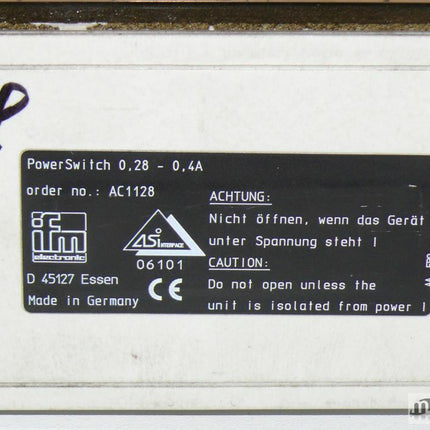 PowerSwitch 0,28 - 0,4A
order no.: AC1128
ifm
electronic
ASi
INTERFACE
06101
CE
D 45127 Essen
Made in Germany
ACHTUNG:
Nicht öffnen, wenn das Gerät
unter Spannung steht !
CAUTION:
Do not open unless the
unit is isolated from power !